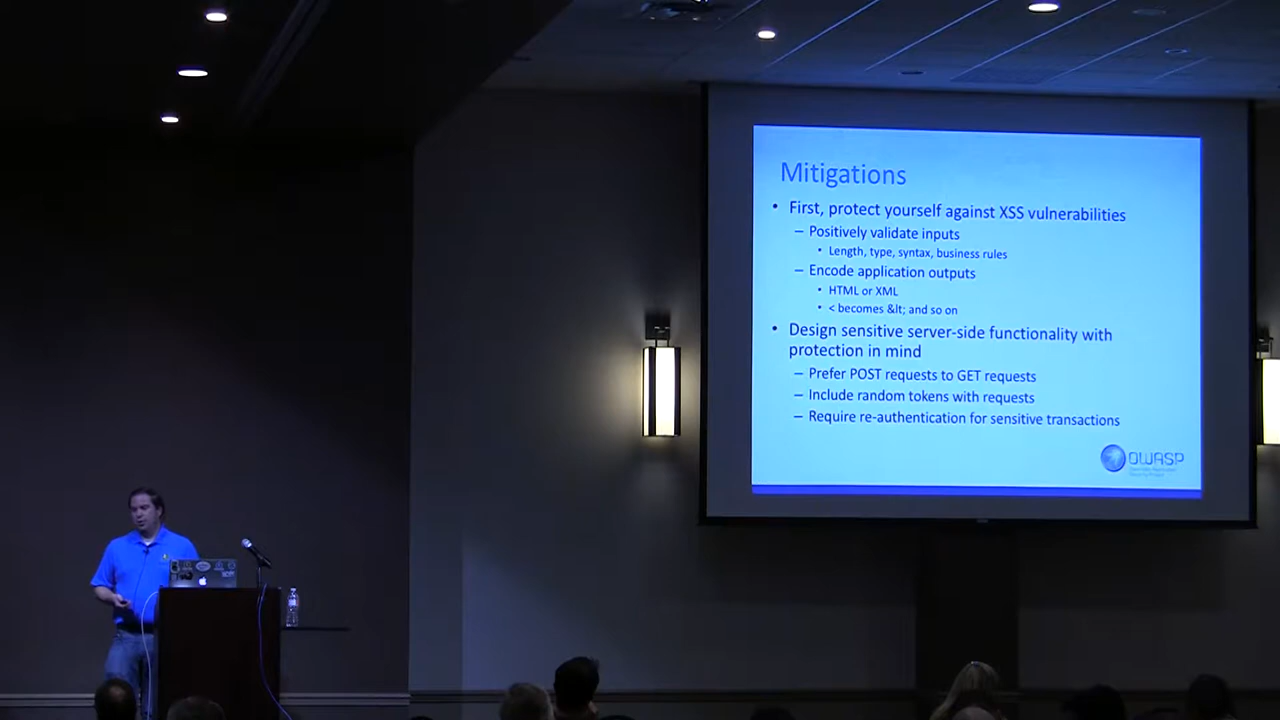 Mitigations
• First, protect yourself against XSS vulnerabilities
– Positively validate inputs
• Length, type, syntax, business rules
– Encode application outputs
• HTML or XML
• < becomes &lt; and so on
• Design sensitive server-side functionality with
protection in mind
– Prefer POST requests to GET requests
– Include random tokens with requests
– Require re-authentication for sensitive transactions
OWASP